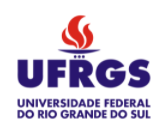 UFRGS
UNIVERSIDADE FEDERAL
DO RIO GRANDE DO SUL